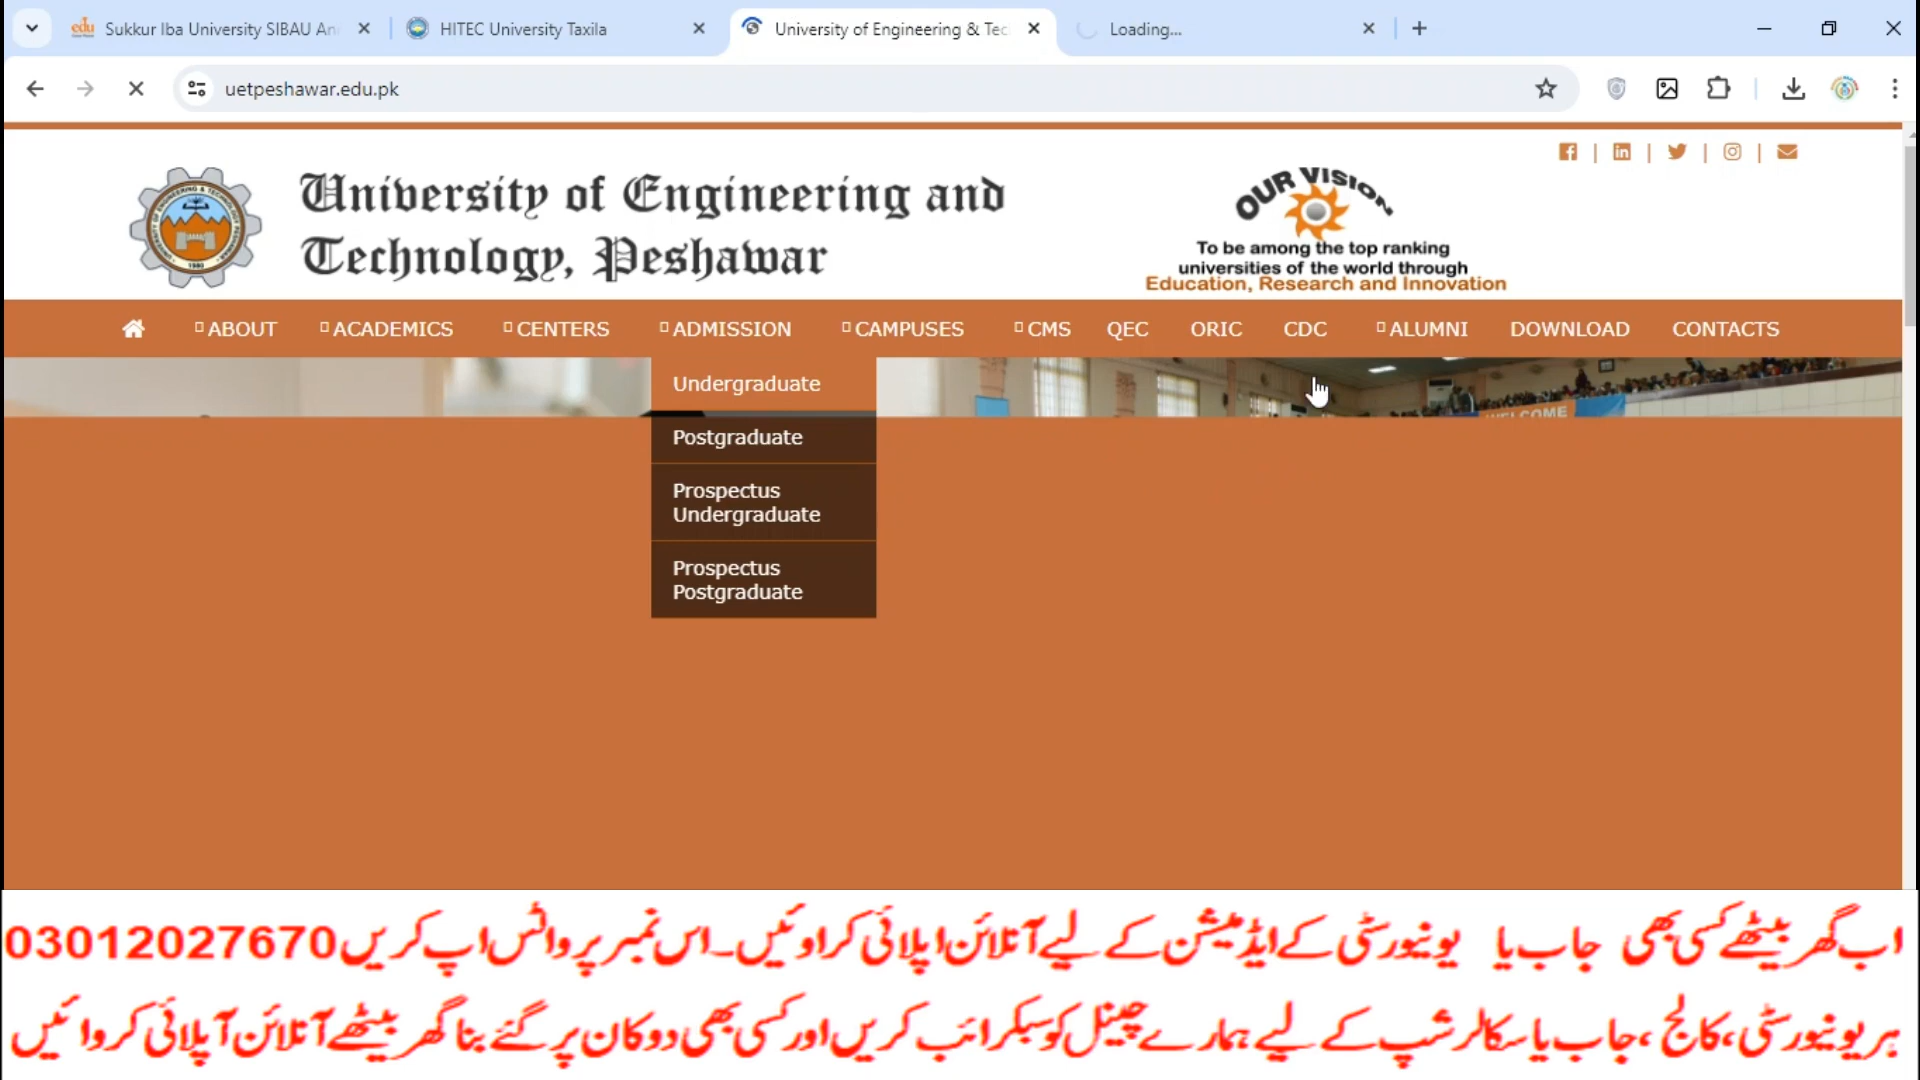 Sukkur Iba University SIBAU An
HITEC University Taxila
University of Engineering & Tec
Loading...
uetpeshawar.edu.pk
University of Engineering and
Technology, Peshawar
OUR VISION
To be among the top ranking
universities of the world through
Education, Research and Innovation
ABOUT
ACADEMICS
CENTERS
ADMISSION
CAMPUSES
CMS
QEC
ORIC
CDC
ALUMNI
DOWNLOAD
CONTACTS
Undergraduate
Postgraduate
Prospectus
Undergraduate
Prospectus
Postgraduate
WELCOME
اب گھر بیٹھے کسی بھی جاب یا یونیورسٹی کے ایڈمیشن کے لیے آنلائن اپلائی کراوئیں۔ اس نمبر پر واٹس اپ کریں 03012027670
ہر یونیورسٹی، کالج ،جاب یا سکالرشپ کے لیے ہمارے چینل کو سبکرائب کریں اور کسی بھی دوکان پر گئے بنا گھر بیٹھے آنلائن آپلائی کروائیں